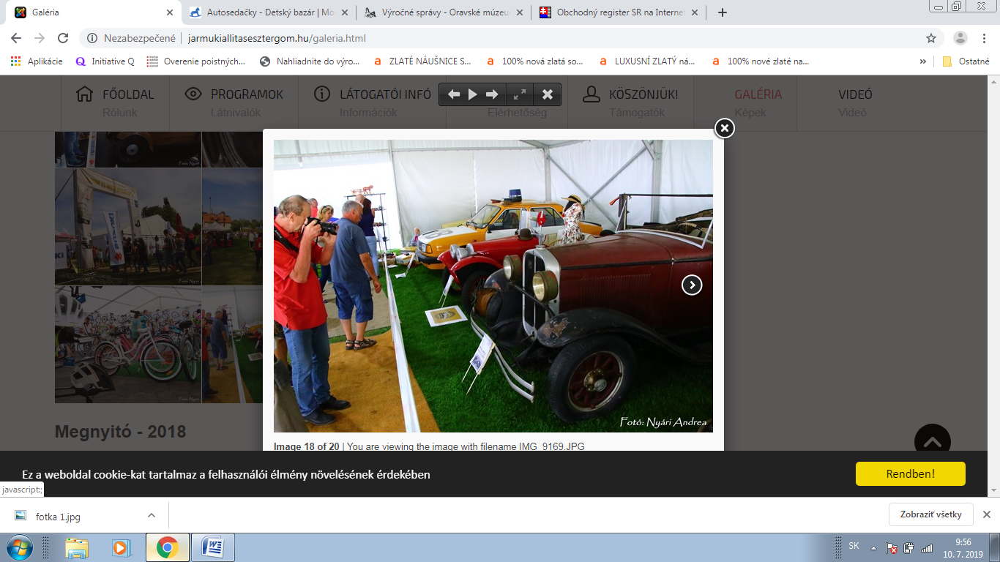 Galéria
Autosedačky - Detský bazár | Mo
Výročné správy - Oravské múzeu
Obchodný register SR na Interne
Nezabezpečené | jarmukiallitasesztergom.hu/galeria.html
Aplikácie
Initiative Q
Overenie poistných...
Nahliadnite do výro...
ZLATÉ NÁUŠNICE S...
100% nová zlatá so...
LUXUSNÍ ZLATÝ ná...
100% nové zlaté na...
»
Ostatné
FŐOLDAL
Rólunk
PROGRAMOK
Látnivalók
LÁTOGATÓI INFÓ
Információk
Elérhetőség
KÖSZÖNJÜK!
Támogatók
GALÉRIA
Képek
VIDEÓ
Videó
Fotó: Nyári Andrea
Megnyitó - 2018
Image 18 of 20 | You are viewing the image with filename IMG_9169.JPG
Ez a weboldal cookie-kat tartalmaz a felhasználói élmény növelésének érdekében
Rendben!
javascript:;
fotka 1.jpg
Zobraziť všetky
SK
9:56
10. 7. 2019